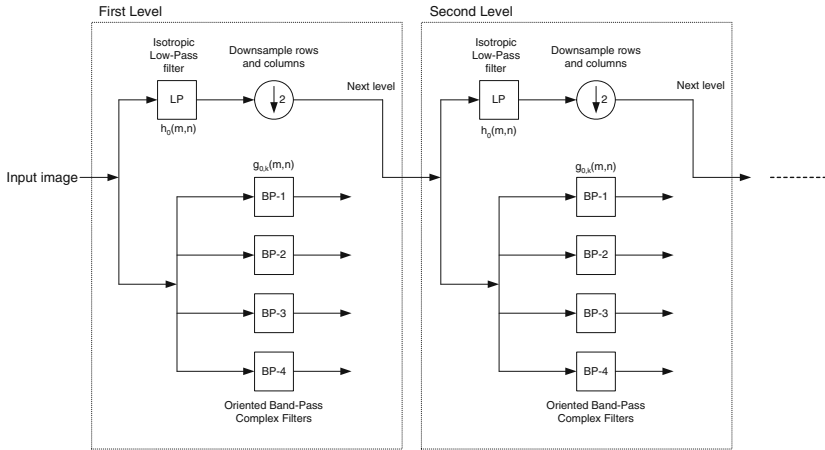 First Level
Second Level
Isotropic
Low-Pass
filter
Downsample rows
and columns
LP
2
Next level
h₀(m,n)
Input image
g₀,ₖ(m,n)
BP-1
BP-2
BP-3
BP-4
Oriented Band-Pass
Complex Filters
Isotropic
Low-Pass
filter
Downsample rows
and columns
LP
2
Next level
h₀(m,n)
g₀,ₖ(m,n)
BP-1
BP-2
BP-3
BP-4
Oriented Band-Pass
Complex Filters